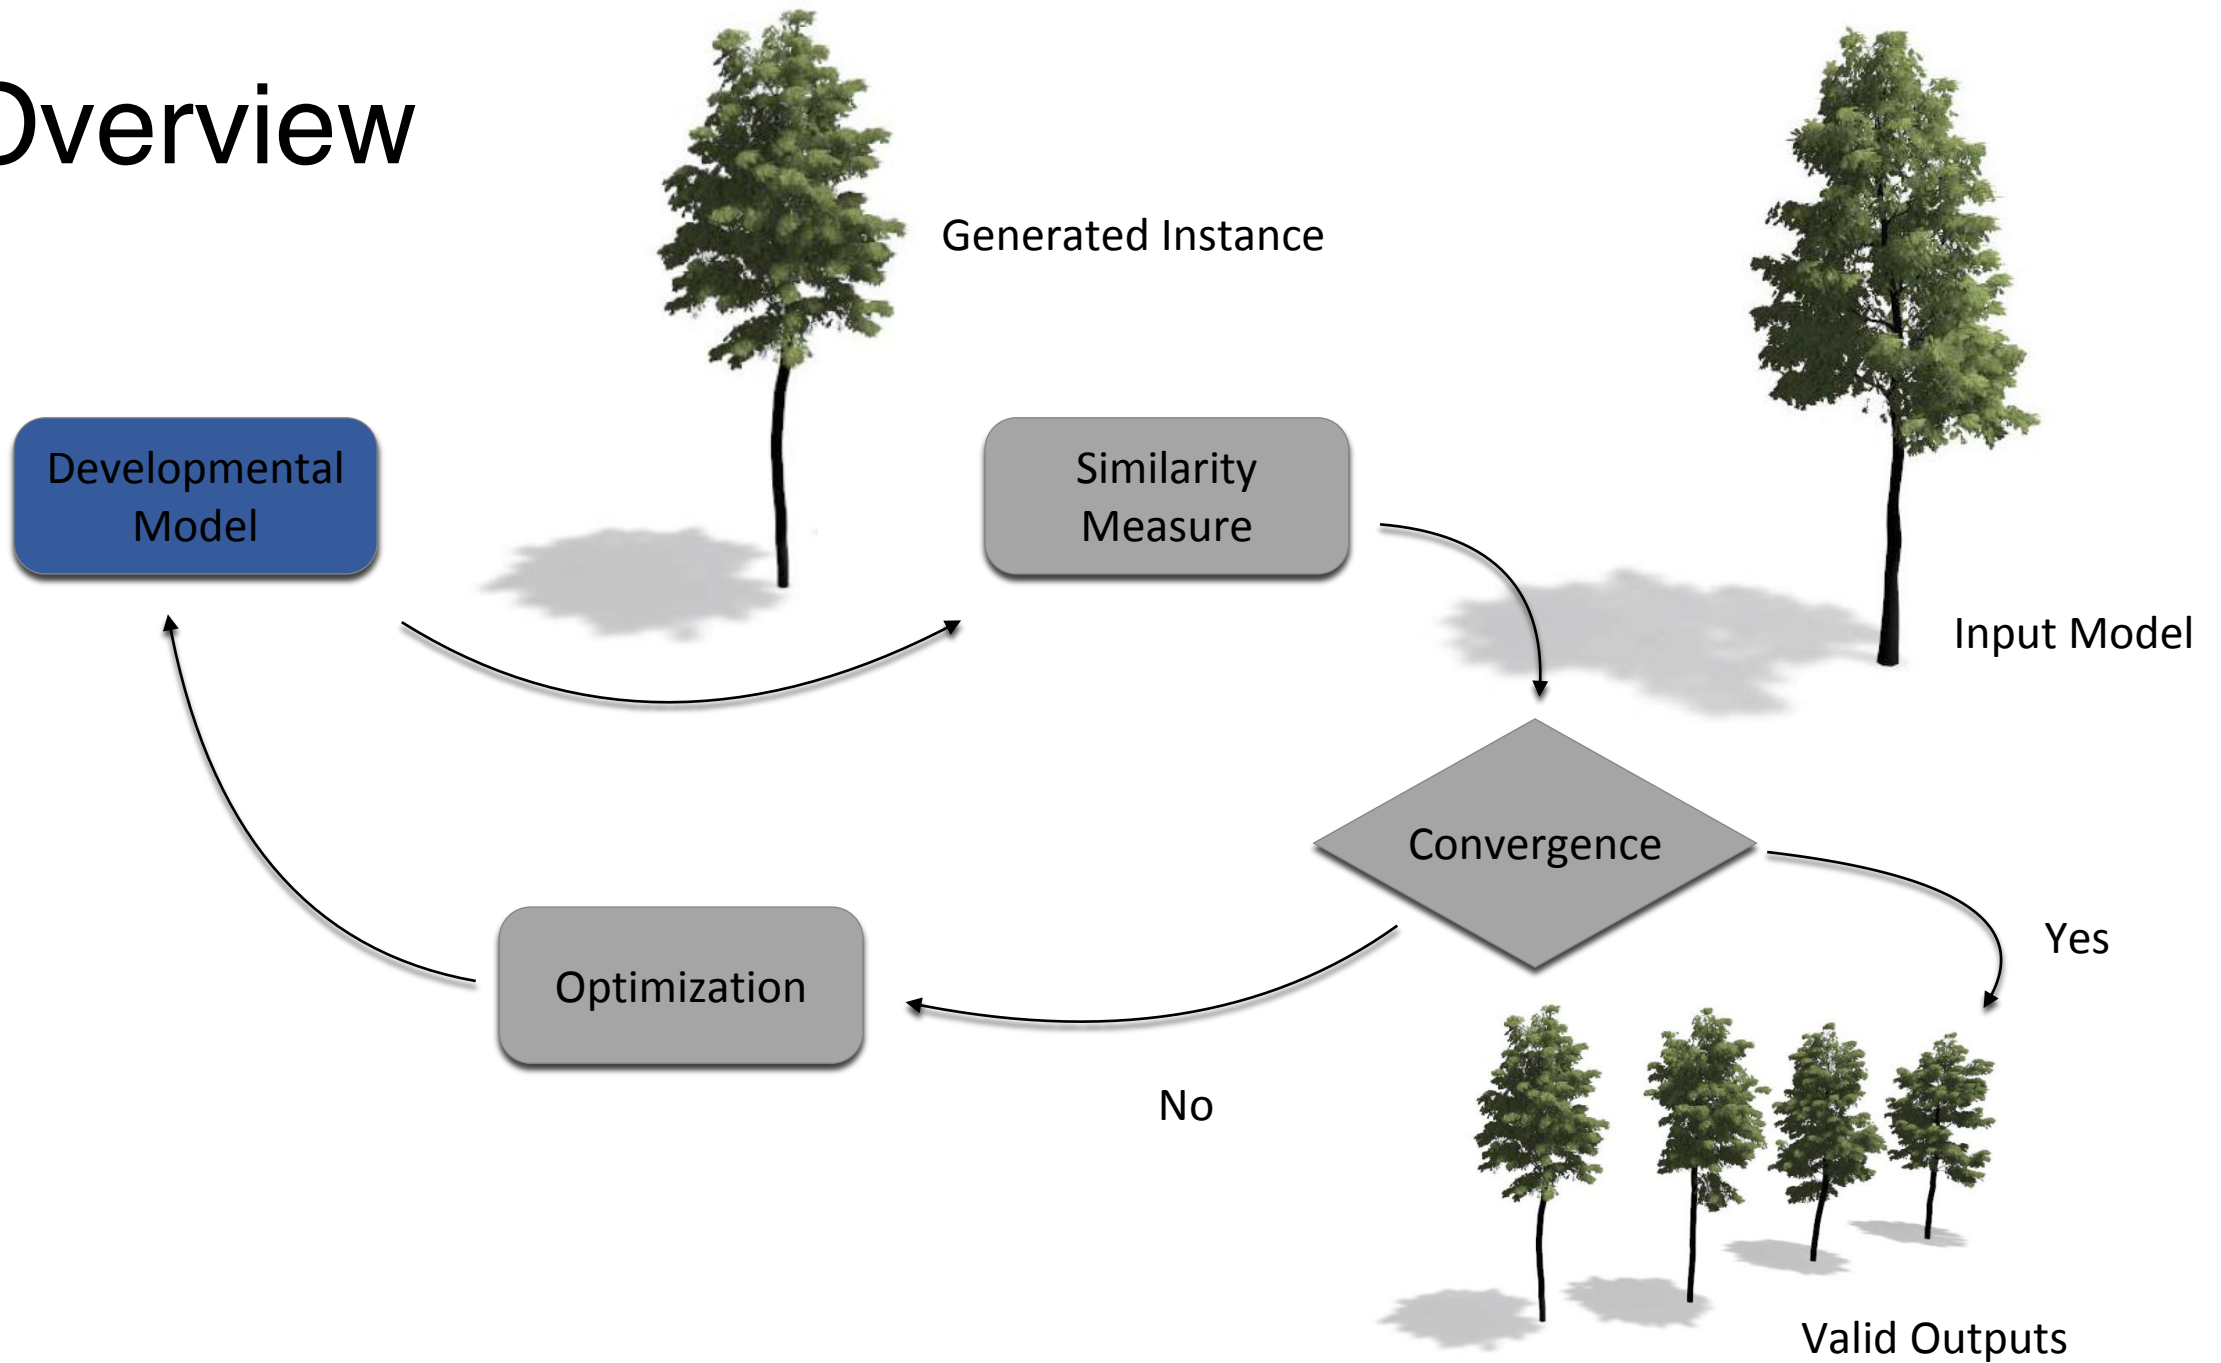 Overview
Generated Instance
Developmental
Model
Similarity
Measure
Input Model
Convergence
Yes
Optimization
No
Valid Outputs